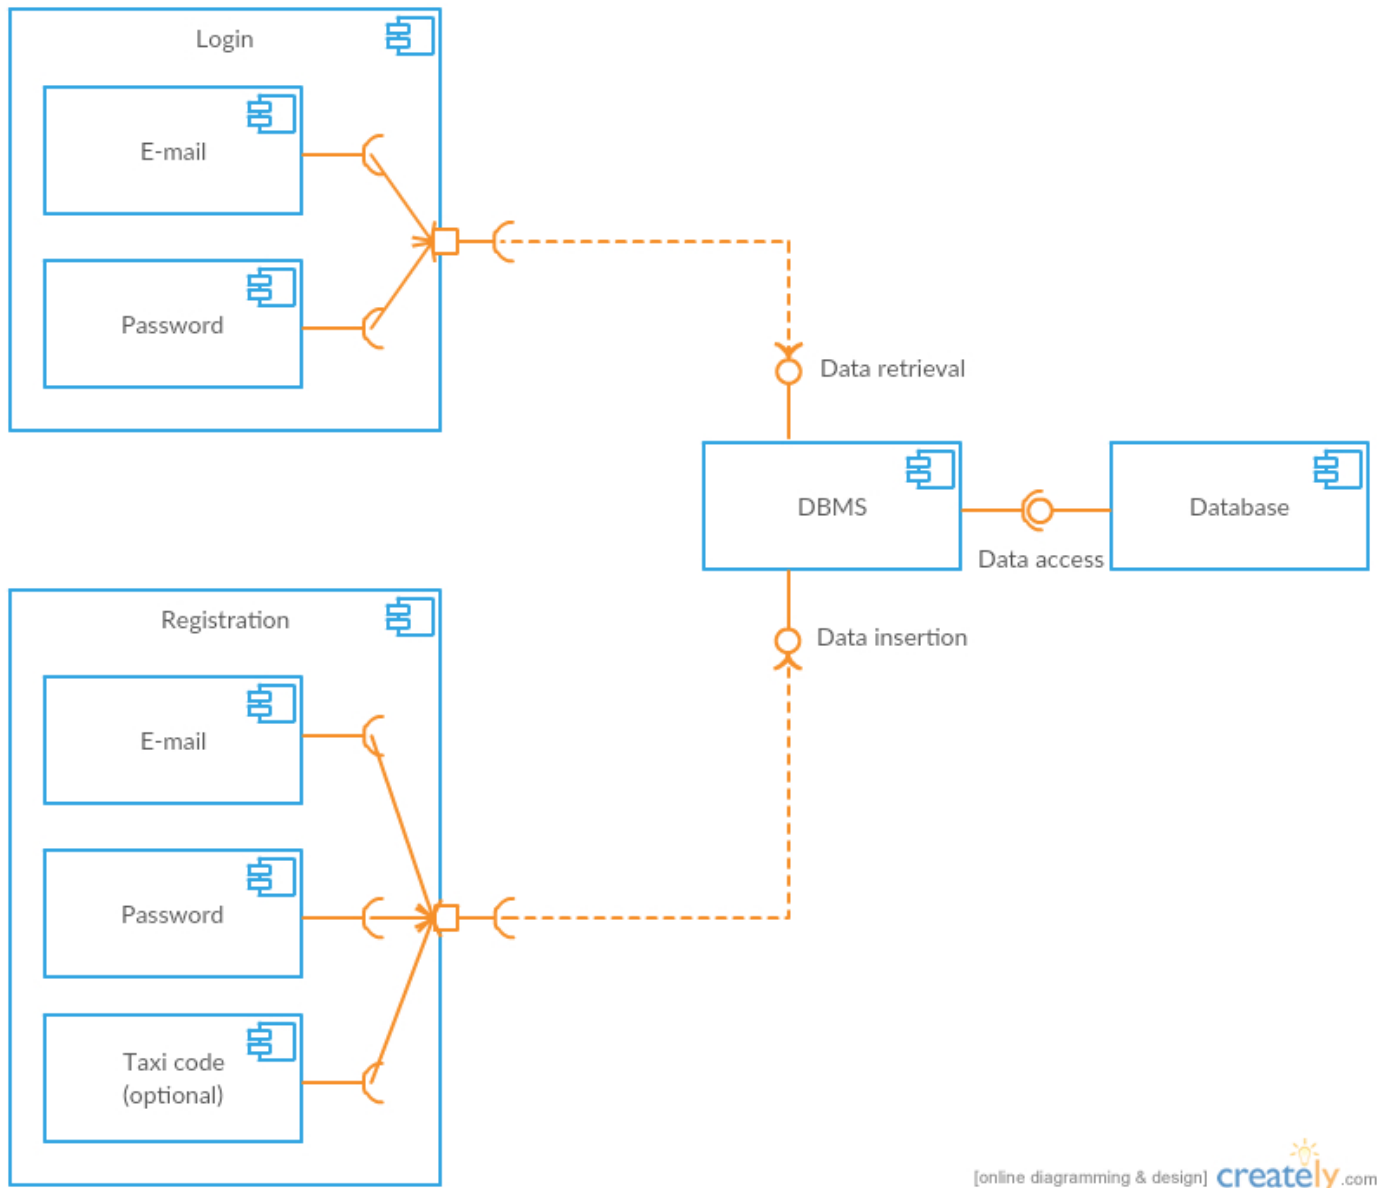 Login
E-mail
Password
Data retrieval
DBMS
Database
Data access
Data insertion
Registration
E-mail
Password
Taxi code
(optional)
[online diagramming & design] creately.com